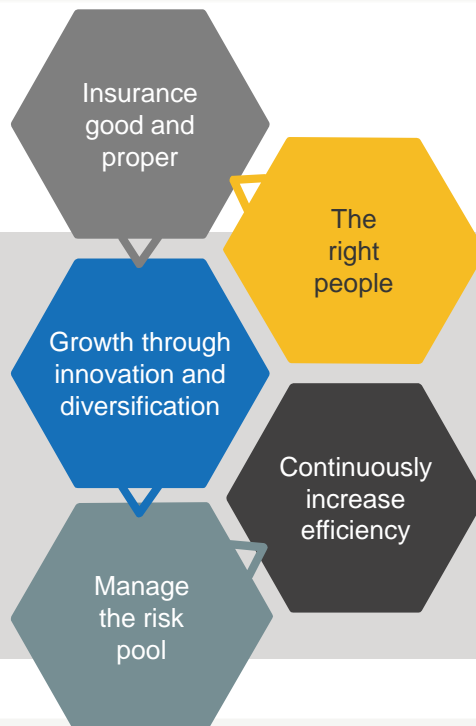 Insurance
good and
proper
The
right
people
Growth through
innovation and
diversification
Continuously
increase
efficiency
Manage
the risk
pool